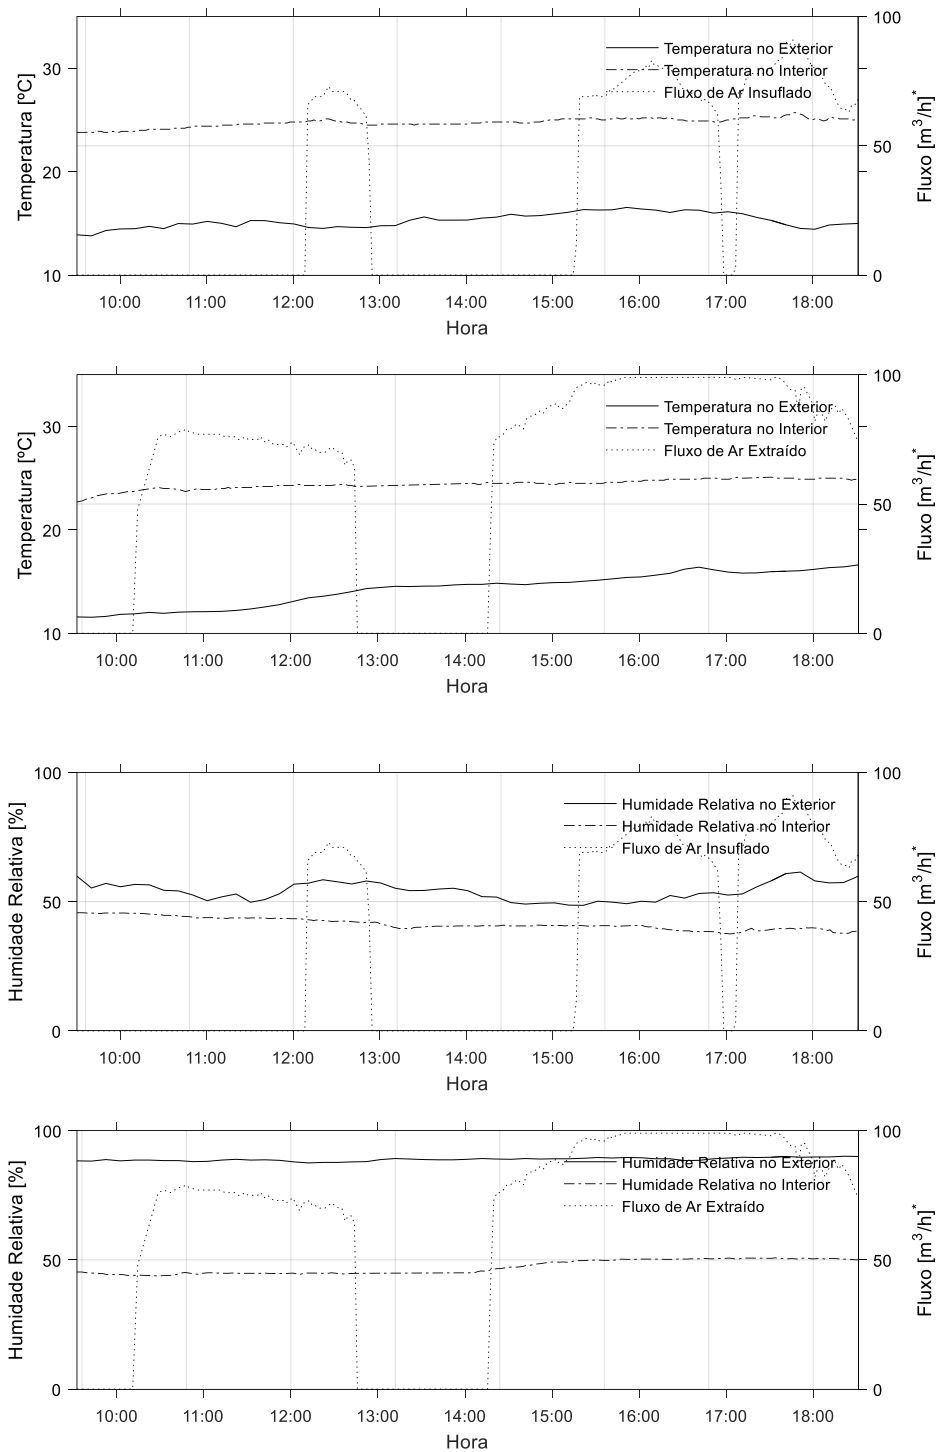 100
Temperatura no Exterior
30
Temperatura no Interior
Fluxo de Ar Insuflado
Temperatura [ºC]
Fluxo [m³/h]*
50
20
10
0
10:00 11:00 12:00 13:00 14:00 15:00 16:00 17:00 18:00
Hora
100
Temperatura no Exterior
30
Temperatura no Interior
Fluxo de Ar Extraído
Temperatura [ºC]
Fluxo [m³/h]*
50
20
10
0
10:00 11:00 12:00 13:00 14:00 15:00 16:00 17:00 18:00
Hora
100
100
Humidade Relativa no Exterior
Humidade Relativa no Interior
Fluxo de Ar Insuflado
Humidade Relativa [%]
Fluxo [m³/h]*
50
50
0
0
10:00 11:00 12:00 13:00 14:00 15:00 16:00 17:00 18:00
Hora
100
100
Humidade Relativa no Exterior
Humidade Relativa no Interior
Fluxo de Ar Extraído
Humidade Relativa [%]
Fluxo [m³/h]*
50
50
0
0
10:00 11:00 12:00 13:00 14:00 15:00 16:00 17:00 18:00
Hora